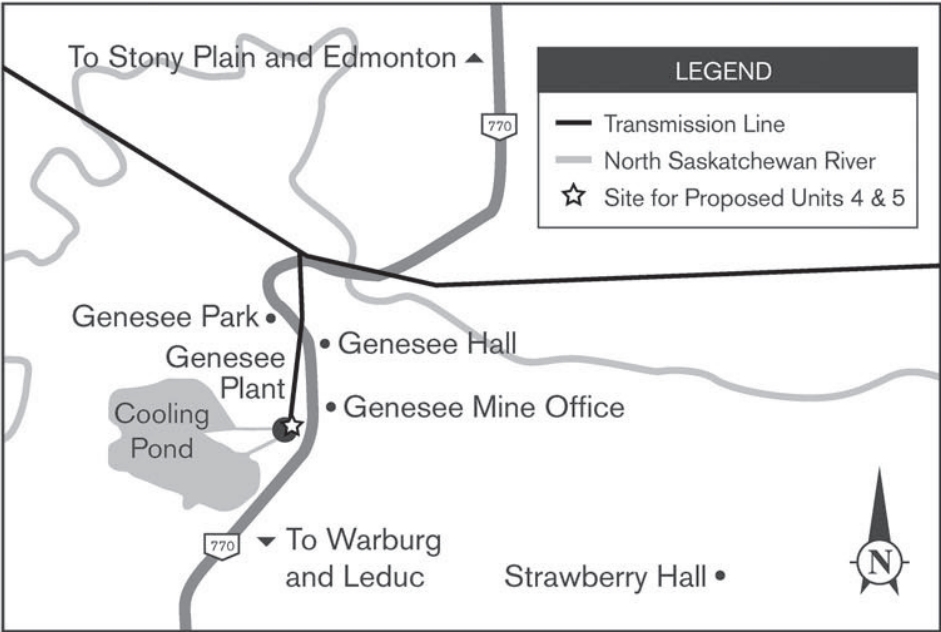 To Stony Plain and Edmonton
LEGEND
770
Transmission Line
North Saskatchewan River
Site for Proposed Units 4 & 5
Genesee Park
Genesee Hall
Genesee
Plant
Genesee Mine Office
Cooling
Pond
770
To Warburg
and Leduc
Strawberry Hall
N